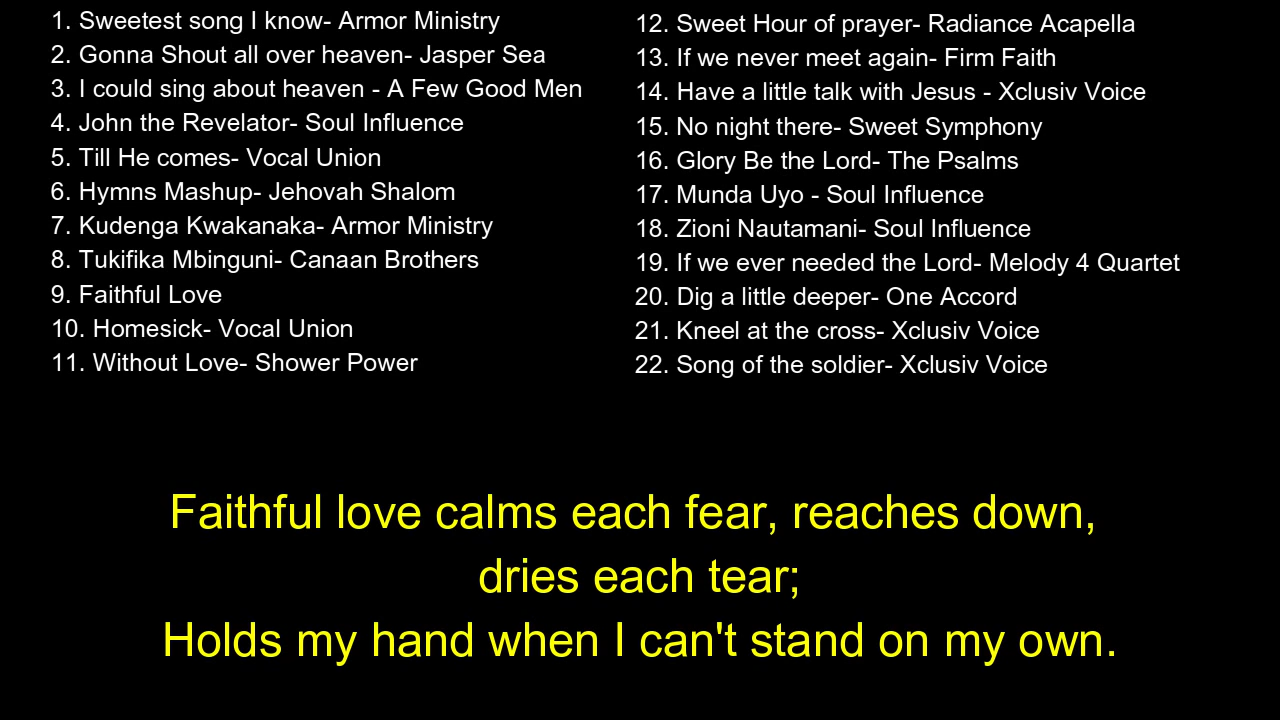 1. Sweetest song I know- Armor Ministry
2. Gonna Shout all over heaven- Jasper Sea
3. I could sing about heaven - A Few Good Men
4. John the Revelator- Soul Influence
5. Till He comes- Vocal Union
6. Hymns Mashup- Jehovah Shalom
7. Kudenga Kwakanaka- Armor Ministry
8. Tukifika Mbinguni- Canaan Brothers
9. Faithful Love
10. Homesick- Vocal Union
11. Without Love- Shower Power
12. Sweet Hour of prayer- Radiance Acapella
13. If we never meet again- Firm Faith
14. Have a little talk with Jesus - Xclusiv Voice
15. No night there- Sweet Symphony
16. Glory Be the Lord- The Psalms
17. Munda Uyo - Soul Influence
18. Zioni Nautamani- Soul Influence
19. If we ever needed the Lord- Melody 4 Quartet
20. Dig a little deeper- One Accord
21. Kneel at the cross- Xclusiv Voice
22. Song of the soldier- Xclusiv Voice
Faithful love calms each fear, reaches down,
dries each tear;
Holds my hand when I can't stand on my own.